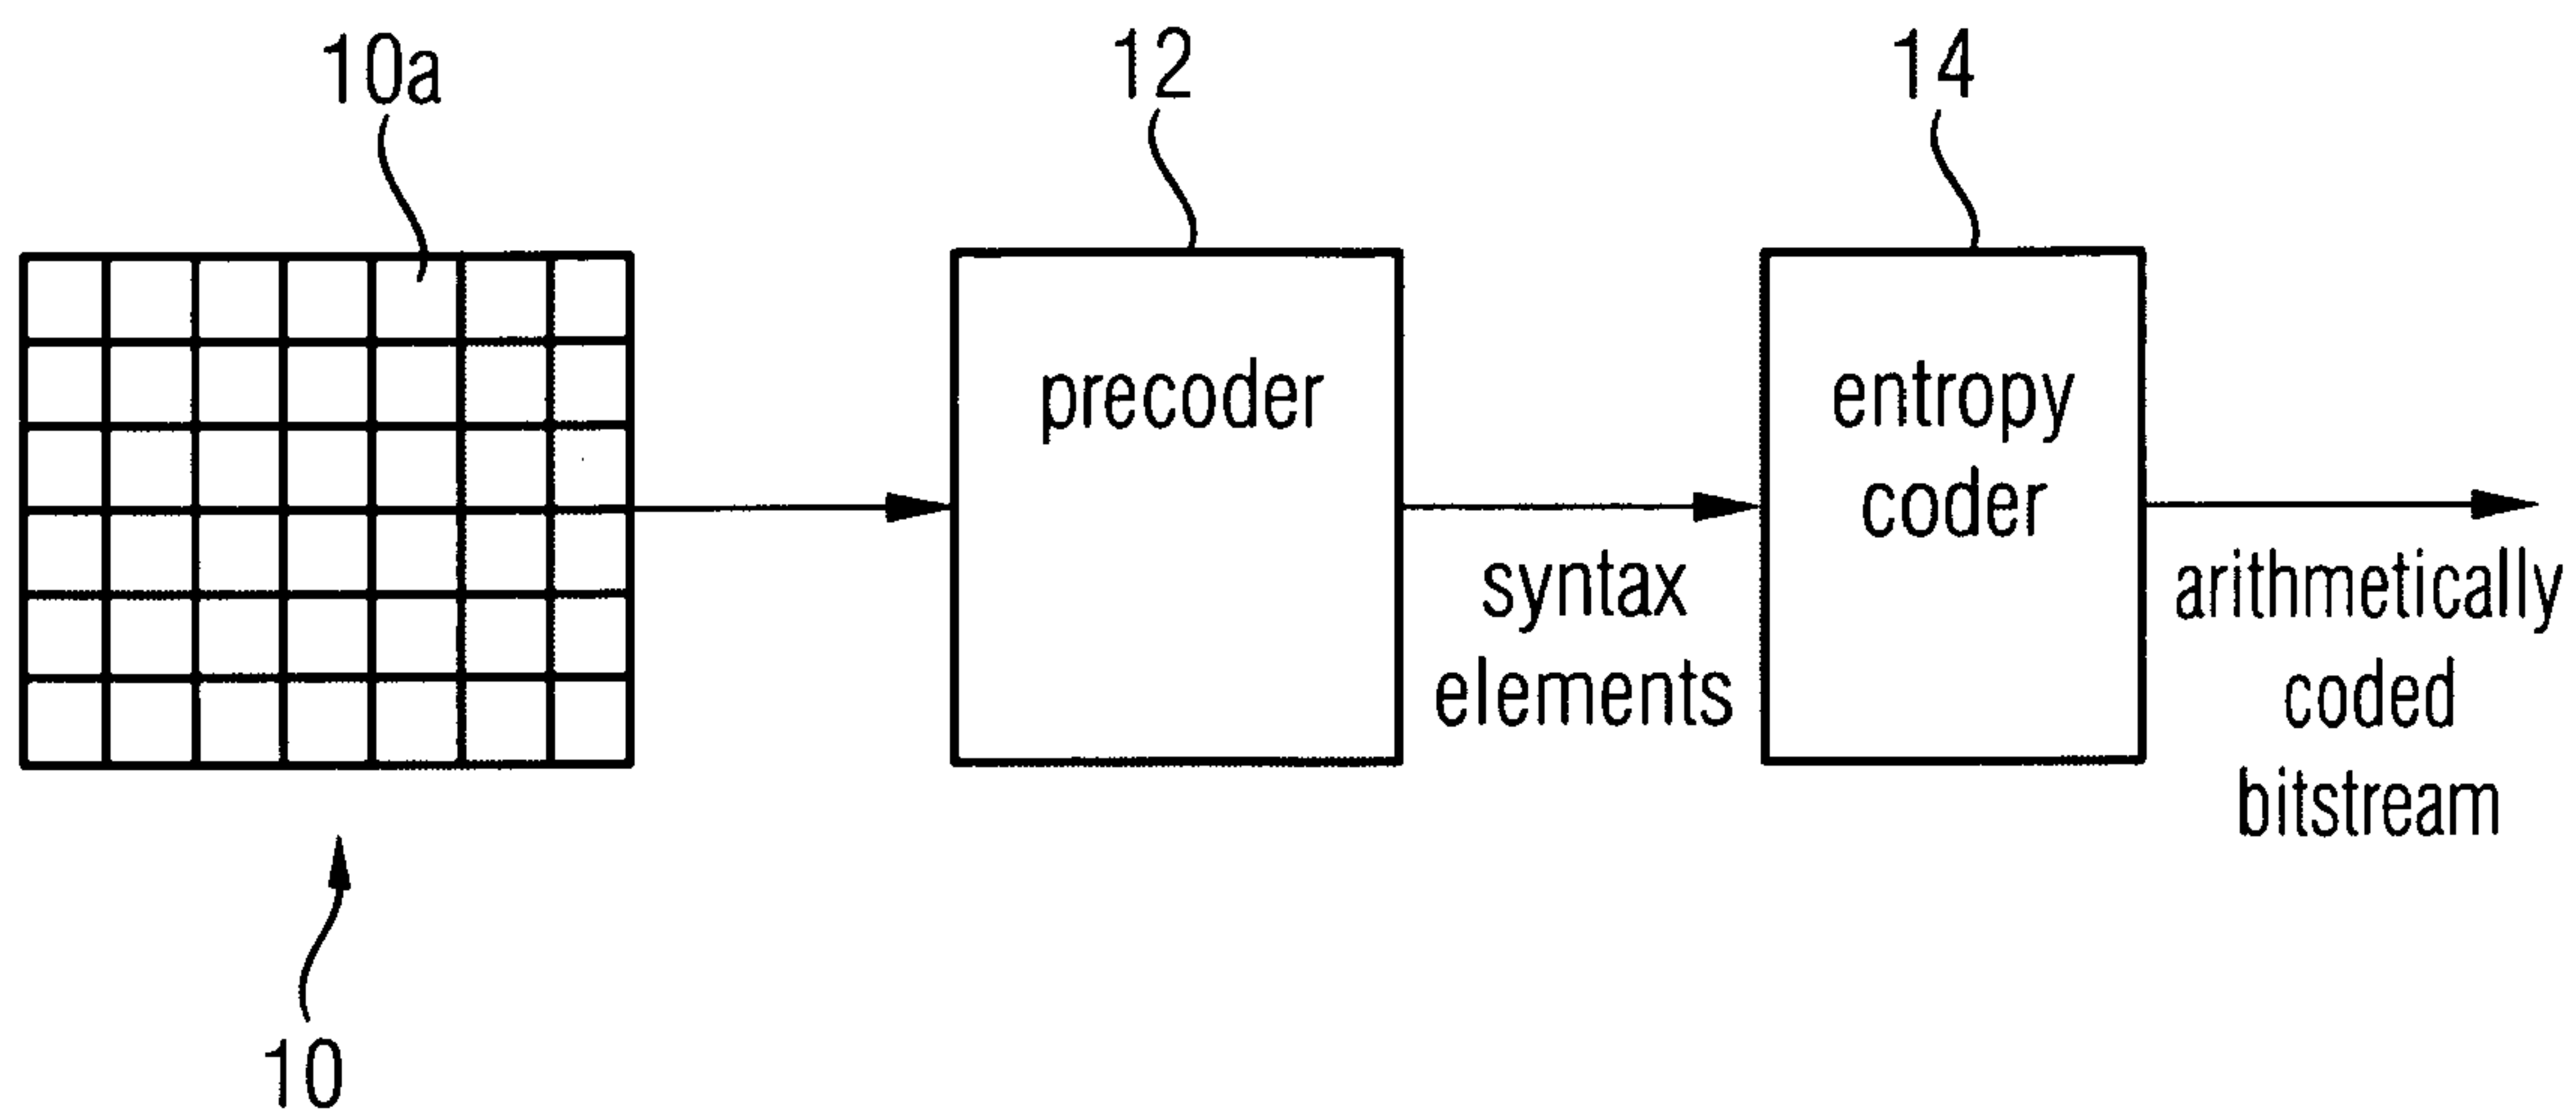 10a
12
14
precoder
entropy
coder
syntax
elements
arithmetically
coded
bitstream
10